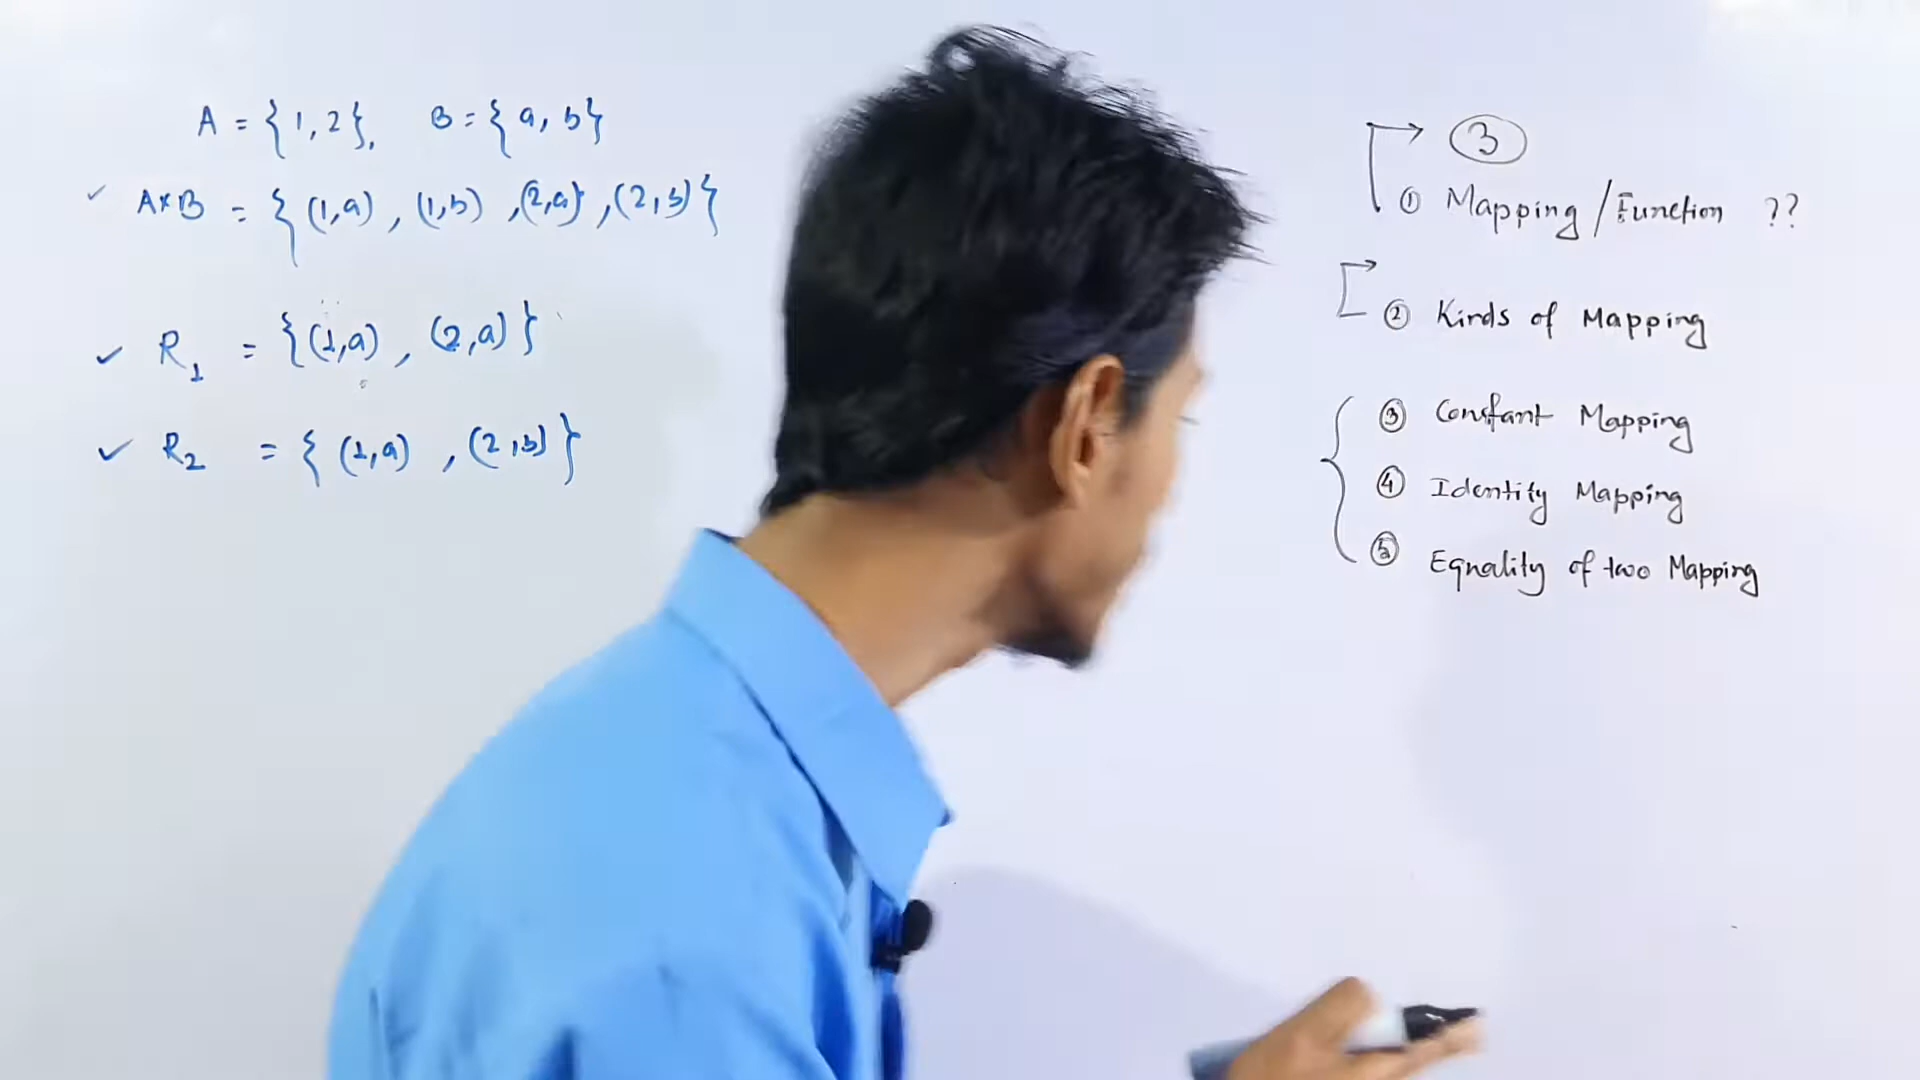 A = {1, 2}, B = {a, b}
✓ A×B = {(1,a), (1,b), (2,a), (2,b)}
✓ R₁ = {(1,a), (2,a)}
✓ R₂ = {(1,a), (2,b)}
→ 3
① Mapping / Function ??
② Kinds of Mapping
③ Constant Mapping
④ Identity Mapping
⑤ Equality of two Mapping